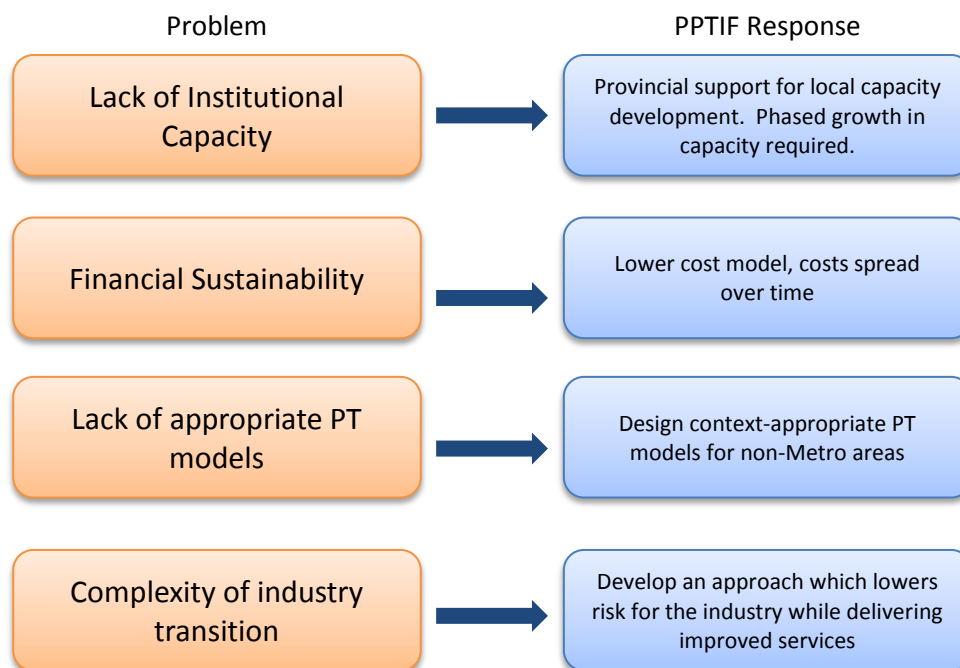 Problem
PPTIF Response
Lack of Institutional
Capacity
Provincial support for local capacity
development.  Phased growth in
capacity required.
Financial Sustainability
Lower cost model, costs spread
over time
Lack of appropriate PT
models
Design context-appropriate PT
models for non-Metro areas
Complexity of industry
transition
Develop an approach which lowers
risk for the industry while delivering
improved services